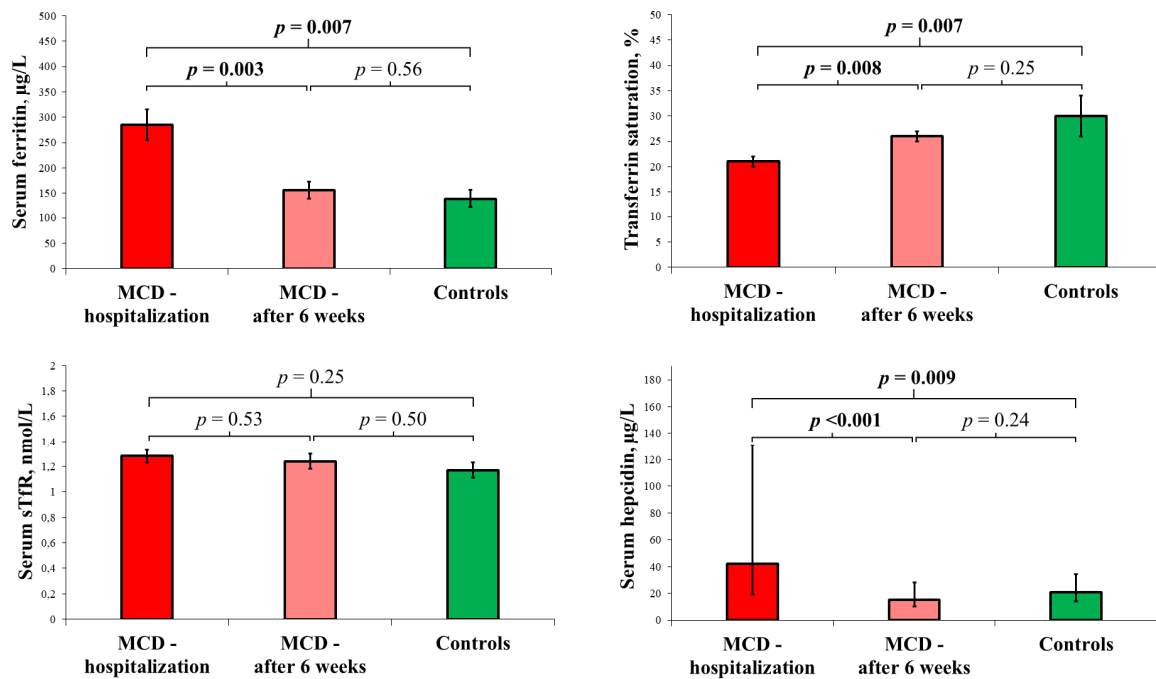 Serum ferritin, µg/L
500
450
400
350
300
250
200
150
100
50
0
p = 0.007
p = 0.003
p = 0.56
MCD -
hospitalization
MCD -
after 6 weeks
Controls
Transferrin saturation, %
50
45
40
35
30
25
20
15
10
5
0
p = 0.007
p = 0.008
p = 0.25
MCD -
hospitalization
MCD -
after 6 weeks
Controls
Serum sTfR, nmol/L
2
1,8
1,6
1,4
1,2
1
0,8
0,6
0,4
0,2
0
p = 0.25
p = 0.53
p = 0.50
MCD -
hospitalization
MCD -
after 6 weeks
Controls
Serum hepcidin, µg/L
180
160
140
120
100
80
60
40
20
0
p = 0.009
p <0.001
p = 0.24
MCD -
hospitalization
MCD -
after 6 weeks
Controls